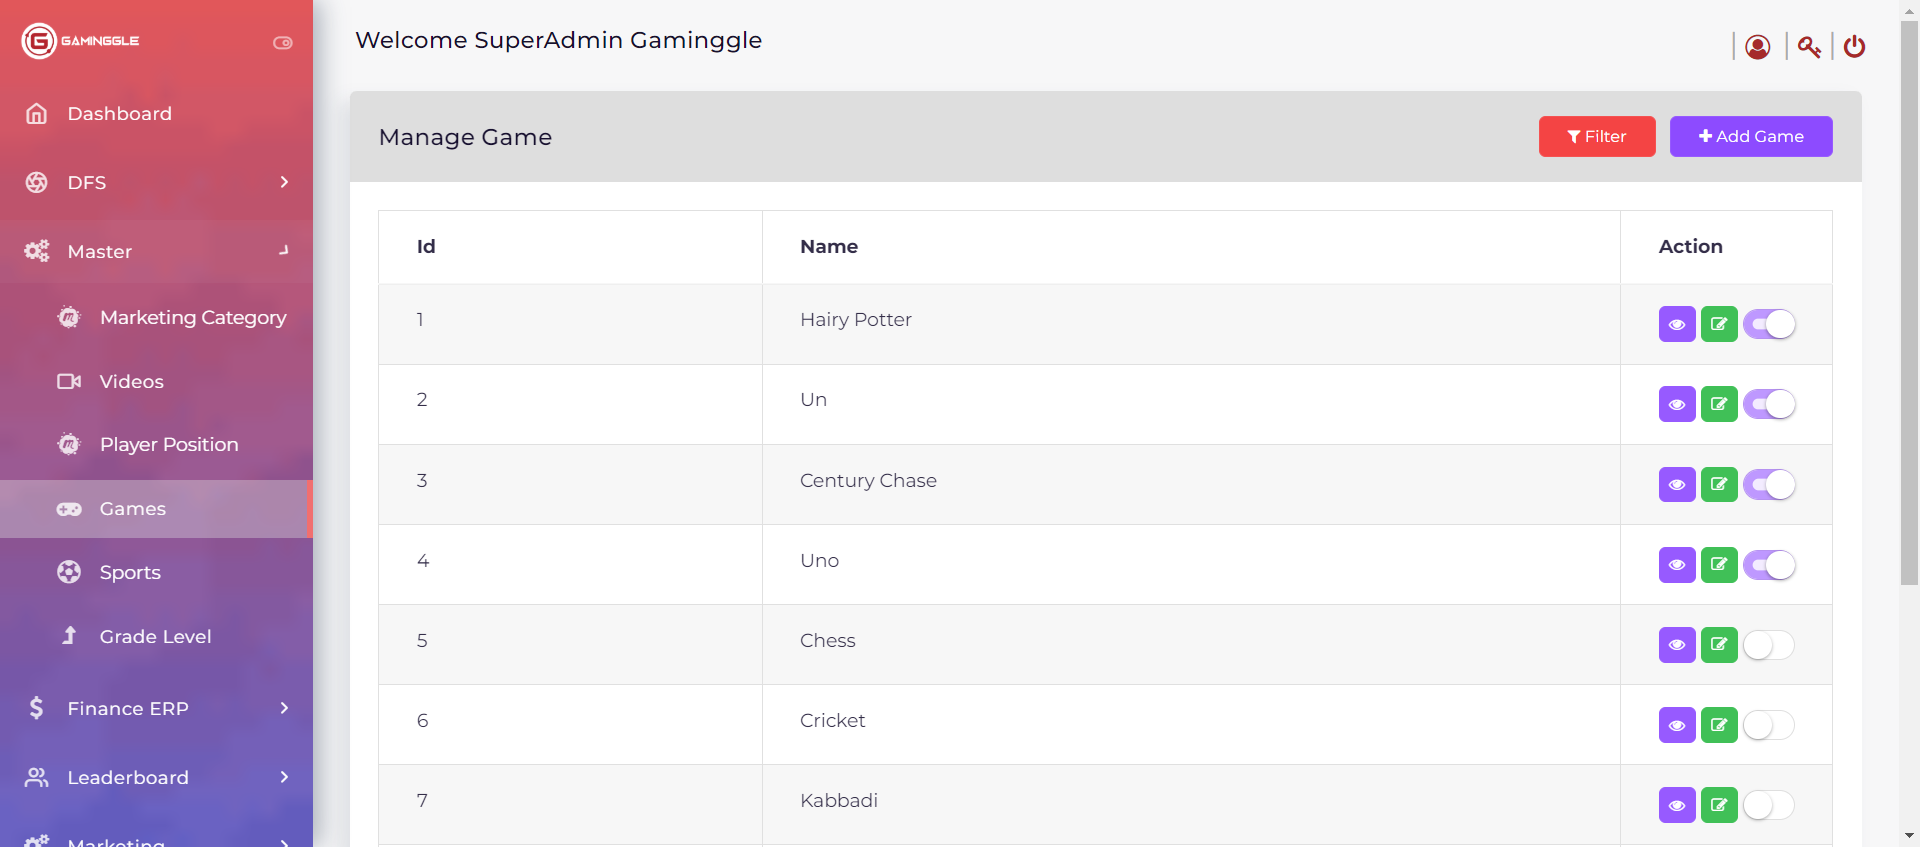 GAMINGGLE
Welcome SuperAdmin Gaminggle
Dashboard
DFS
Master
Marketing Category
Videos
Player Position
Games
Sports
Grade Level
Finance ERP
Leaderboard
Marketing
Manage Game
Filter
Add Game
Id Name Action
1 Hairy Potter
2 Un
3 Century Chase
4 Uno
5 Chess
6 Cricket
7 Kabbadi